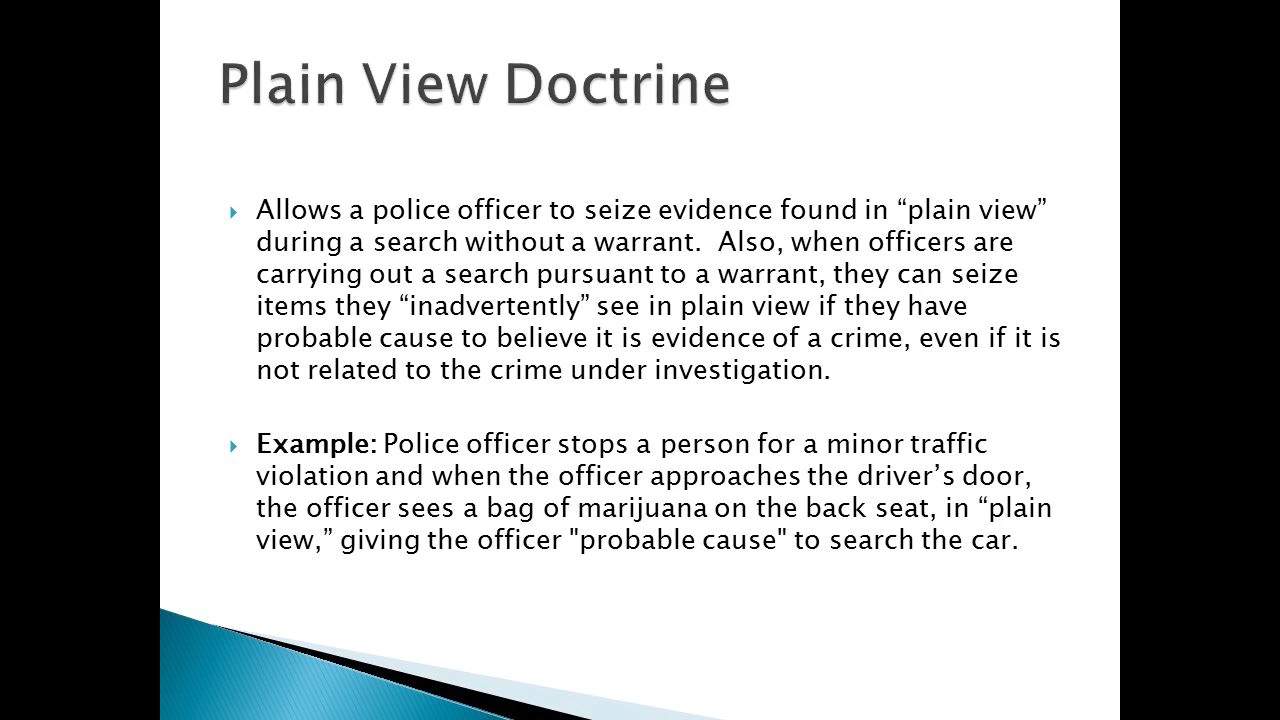 Plain View Doctrine
Allows a police officer to seize evidence found in “plain view”
during a search without a warrant.  Also, when officers are
carrying out a search pursuant to a warrant, they can seize
items they “inadvertently” see in plain view if they have
probable cause to believe it is evidence of a crime, even if it is
not related to the crime under investigation.
Example: Police officer stops a person for a minor traffic
violation and when the officer approaches the driver’s door,
the officer sees a bag of marijuana on the back seat, in “plain
view,” giving the officer "probable cause" to search the car.